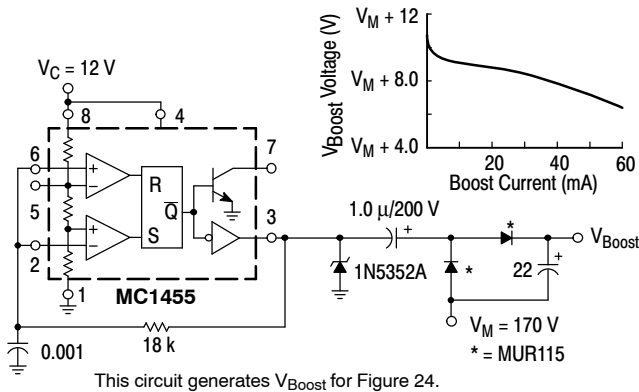 V_C = 12 V
8
4
6
5
2
+
−
+
−
R
S
Q̅
7
3
1
MC1455
0.001
18 k
1N5352A
1.0 µ/200 V
+
*
*
22
+
V_Boost
V_M = 170 V
* = MUR115
V_Boost Voltage (V)
V_M + 12
V_M + 8.0
V_M + 4.0
20
40
60
Boost Current (mA)
This circuit generates V_Boost for Figure 24.